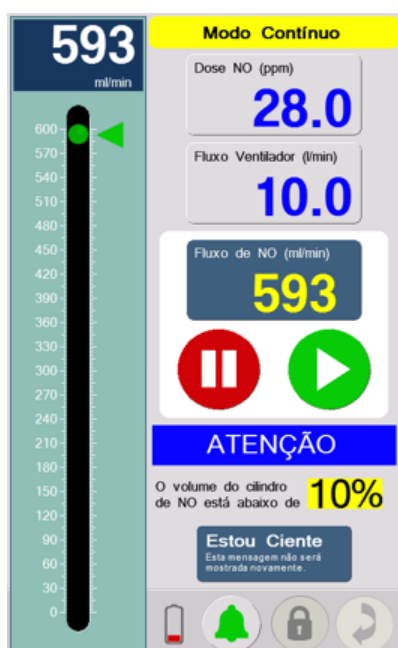 593
ml/min
600
570
540
510
480
450
420
390
360
330
300
270
240
210
180
150
120
90
60
30
0
Modo Contínuo
Dose NO (ppm)
28.0
Fluxo Ventilador (l/min)
10.0
Fluxo de NO (ml/min)
593
ATENÇÃO
O volume do cilindro
de NO está abaixo de 10%
Estou Ciente
Esta mensagem não será
mostrada novamente.